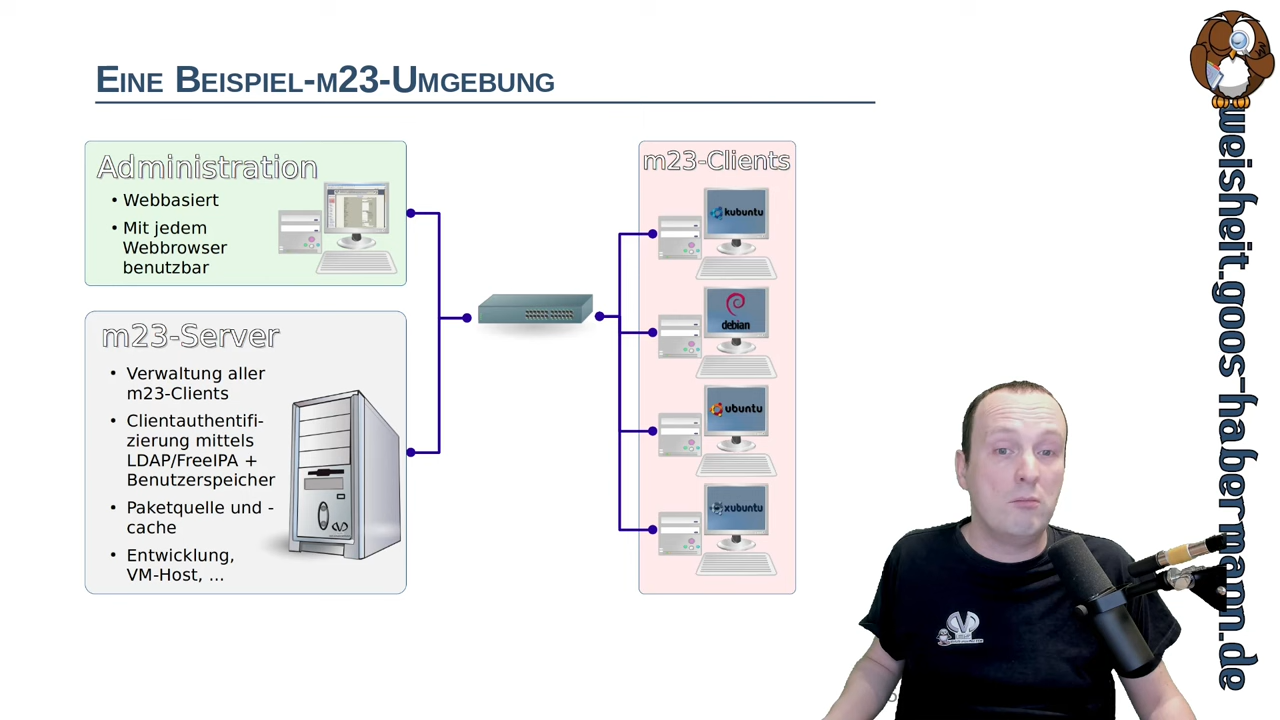 Eine Beispiel-m23-Umgebung
Administration
• Webbasiert
• Mit jedem
Webbrowser
benutzbar
m23-Server
• Verwaltung aller
m23-Clients
• Clientauthentifi-
zierung mittels
LDAP/FreeIPA +
Benutzerspeicher
• Paketquelle und -
cache
• Entwicklung,
VM-Host, ...
m23-Clients
kubuntu
debian
ubuntu
xubuntu
weisheit.goos-habermann.de